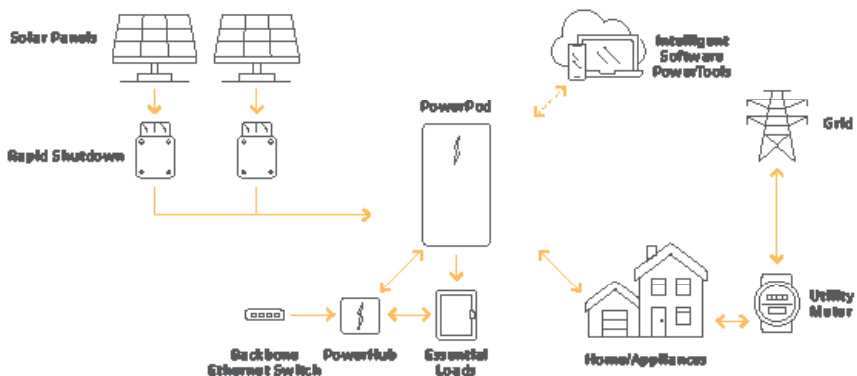 Solar Panels
Intelligent
Software
PowerTools
PowerPod
Grid
Rapid Shutdown
Utility
Meter
Backbone
Ethernet Switch
PowerHub
Essential
Loads
Home/Appliances